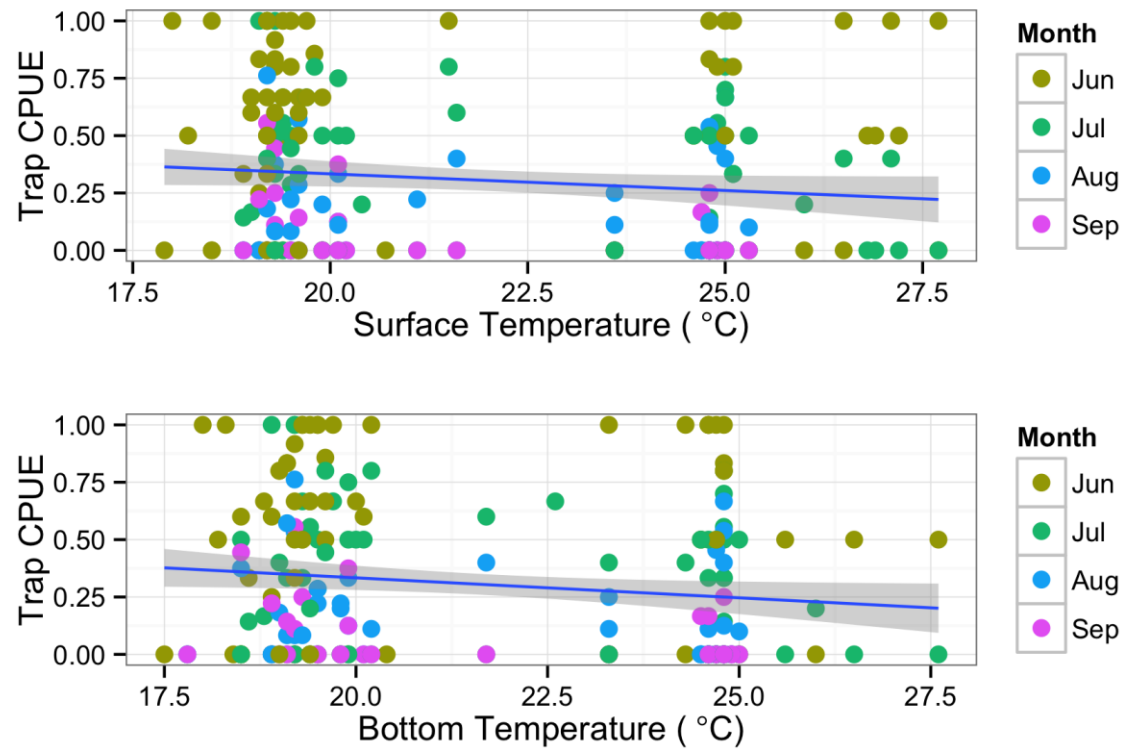 Trap CPUE
1.00
0.75
0.50
0.25
0.00
17.5 20.0 22.5 25.0 27.5
Surface Temperature ( °C)
Month
Jun
Jul
Aug
Sep
Trap CPUE
1.00
0.75
0.50
0.25
0.00
17.5 20.0 22.5 25.0 27.5
Bottom Temperature ( °C)
Month
Jun
Jul
Aug
Sep